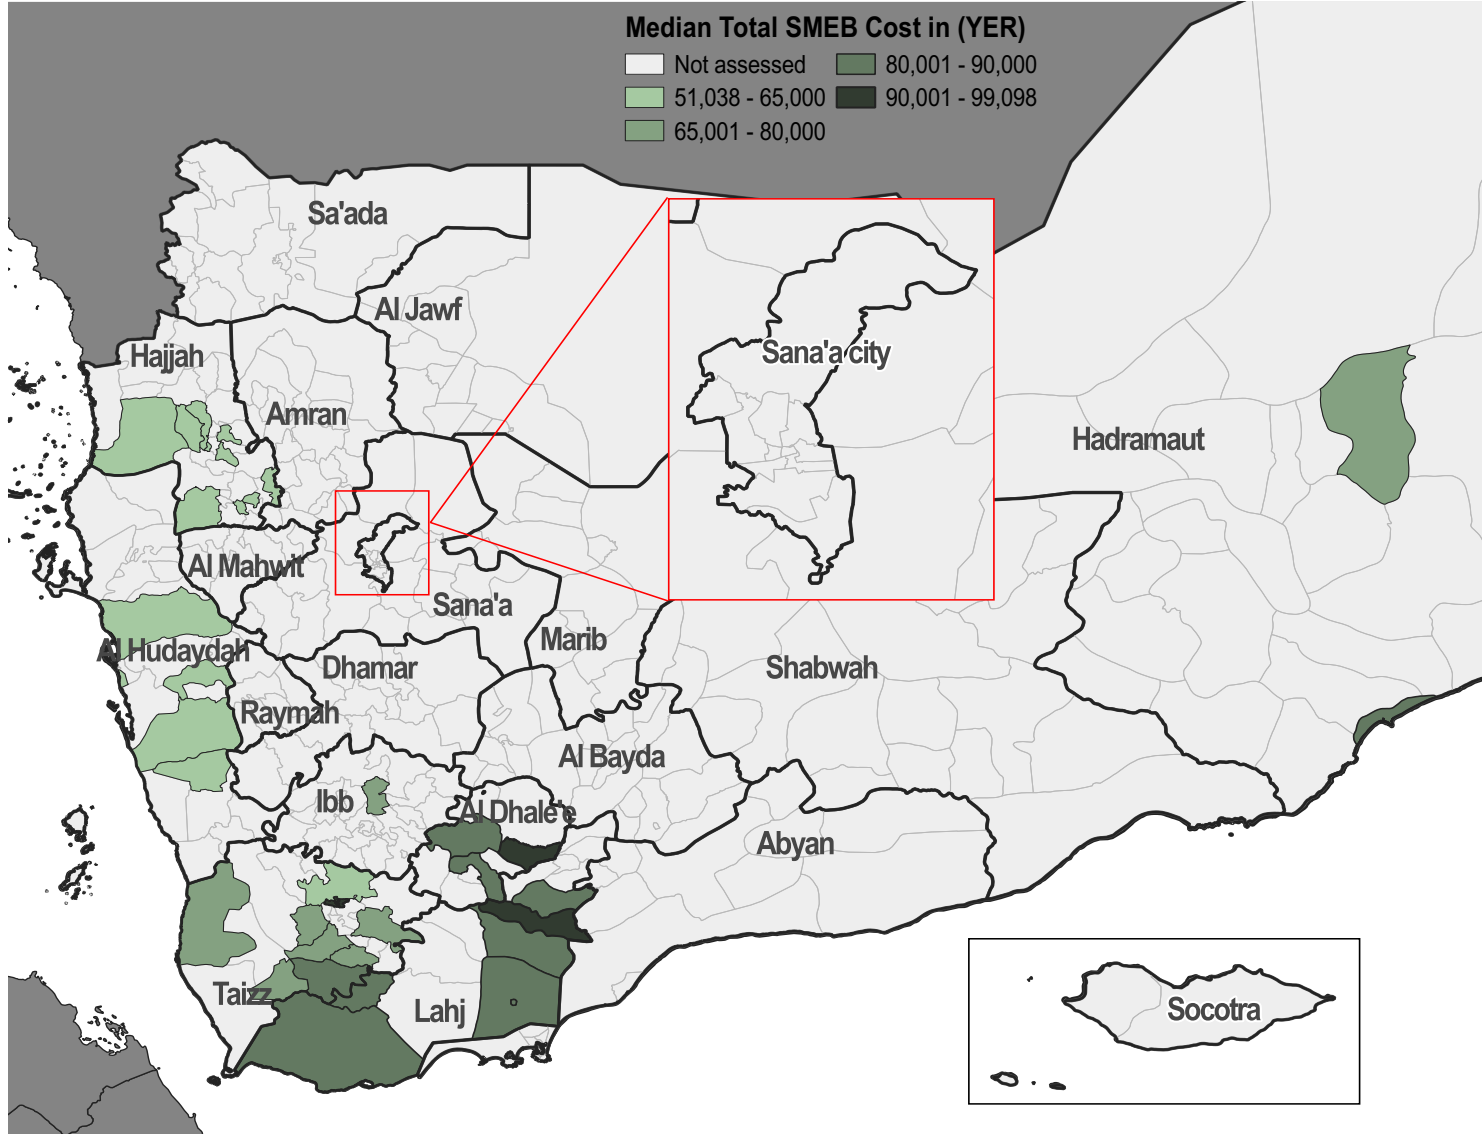 Median Total SMEB Cost in (YER)
Not assessed
80,001 - 90,000
51,038 - 65,000
90,001 - 99,098
65,001 - 80,000
Sa'ada
Al Jawf
Hajjah
Sana'a city
Amran
Hadramaut
Al Mahwit
Sana'a
Marib
Al Hudaydah
Dhamar
Shabwah
Raymah
Al Bayda
Ibb
Al Dhale'e
Abyan
Taizz
Lahj
Socotra